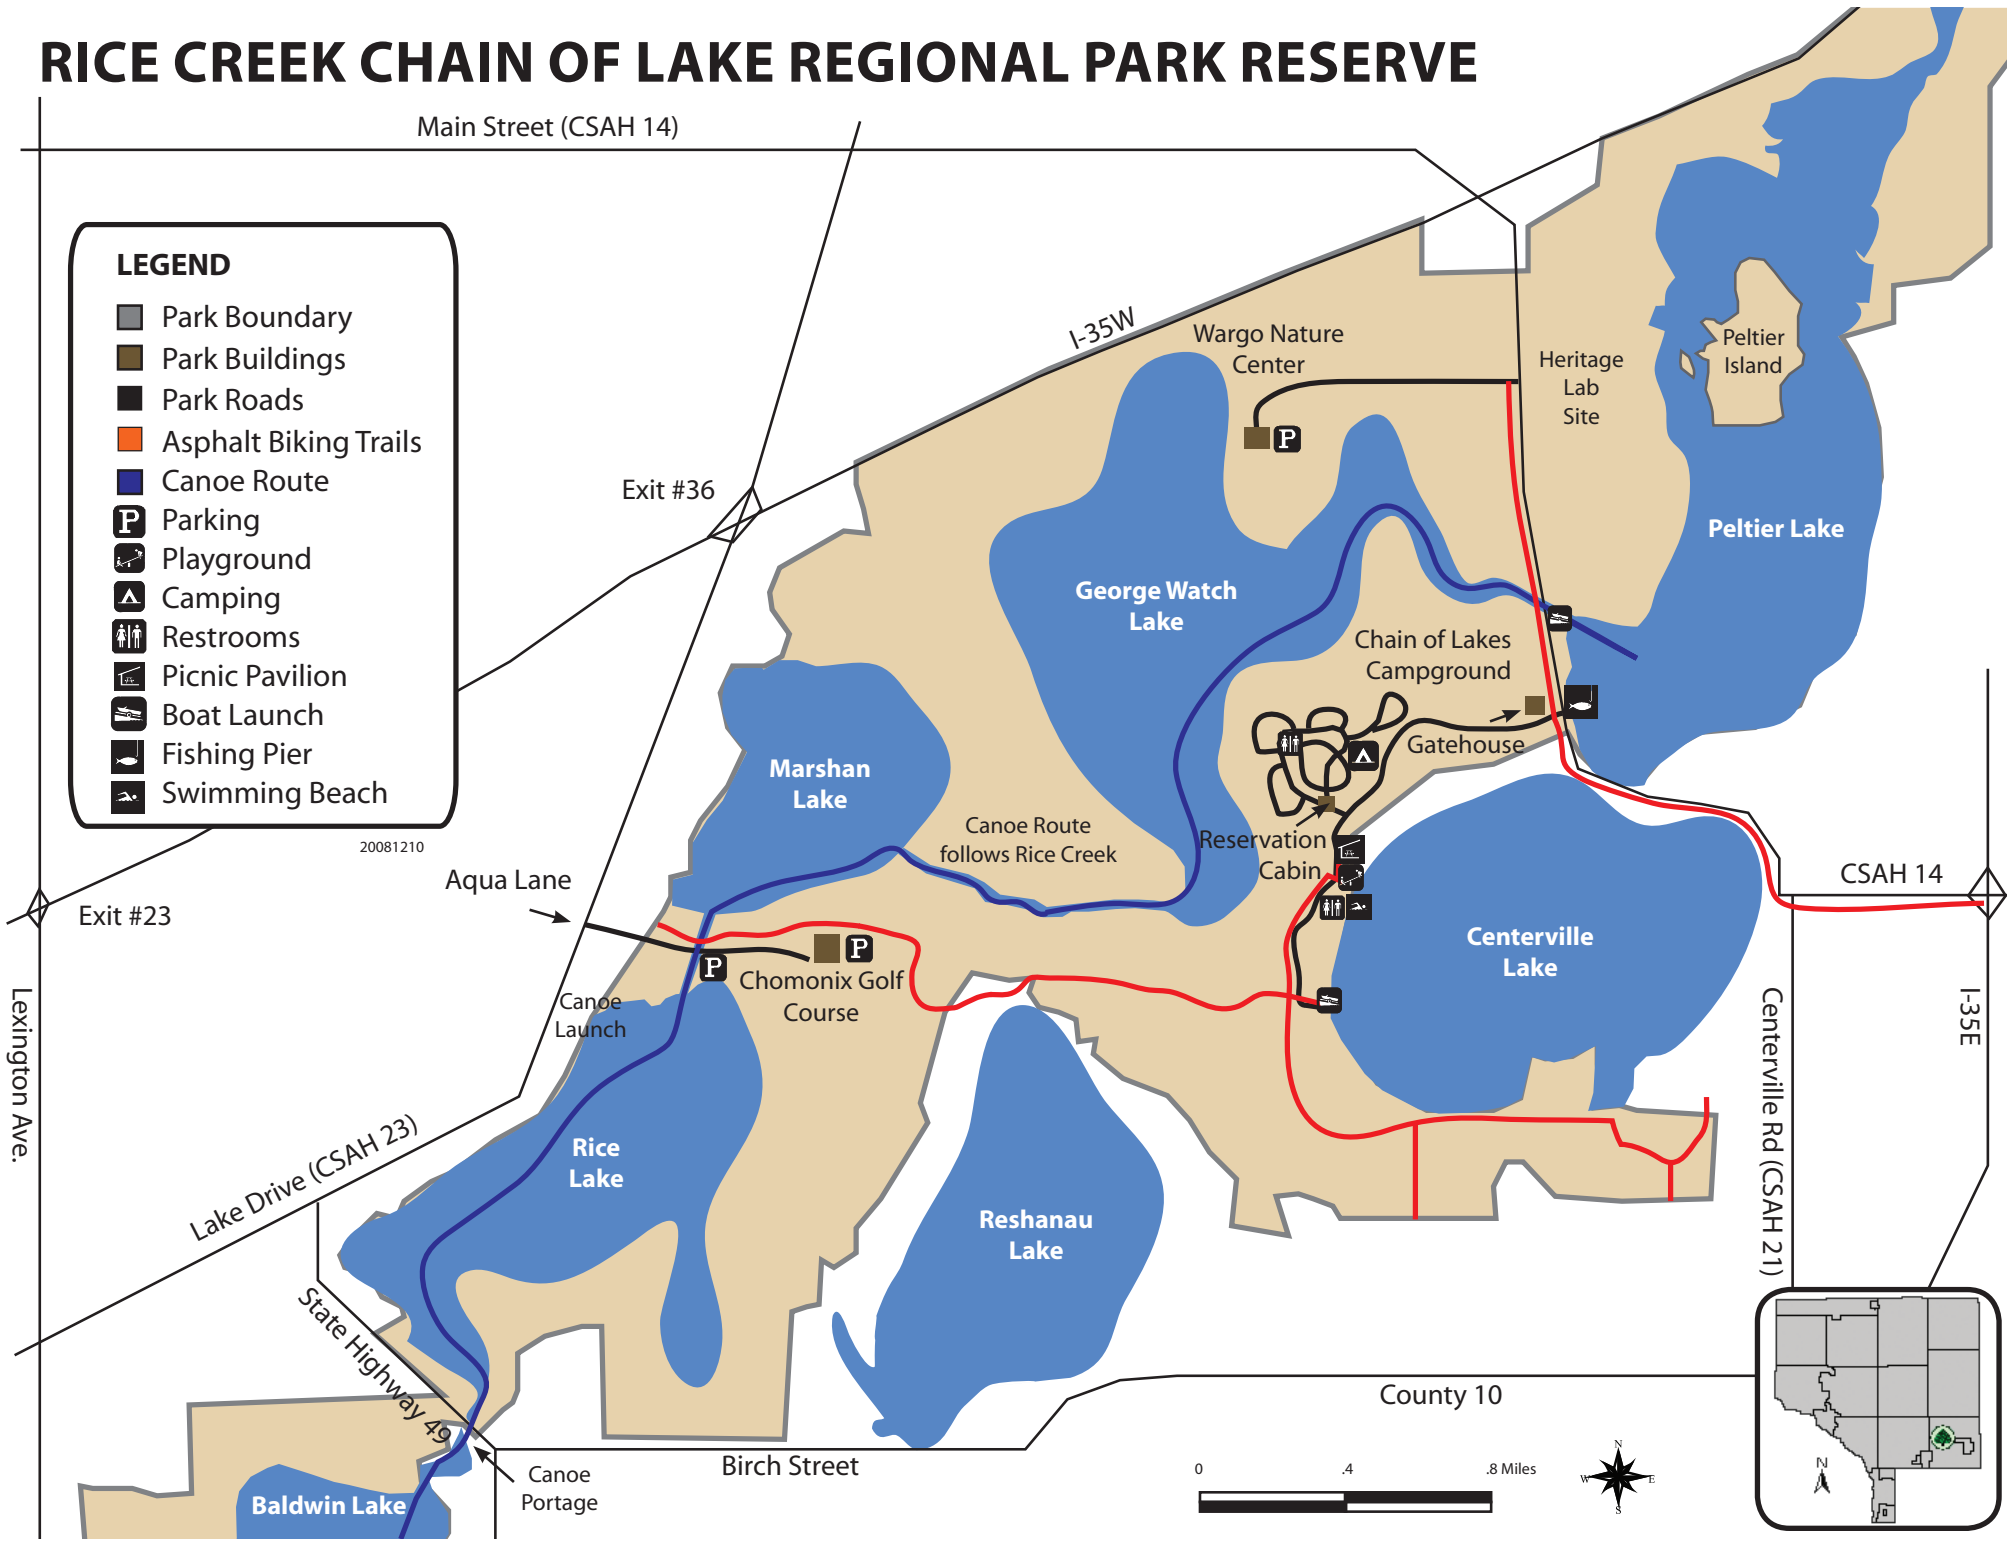 RICE CREEK CHAIN OF LAKE REGIONAL PARK RESERVE
Main Street (CSAH 14)
LEGEND
Park Boundary
Park Buildings
Park Roads
Asphalt Biking Trails
Canoe Route
P Parking
Playground
Camping
Restrooms
Picnic Pavilion
Boat Launch
Fishing Pier
Swimming Beach
20081210
I-35W
Wargo Nature
Center
P
Heritage
Lab
Site
Peltier
Island
Peltier Lake
Exit #36
George Watch
Lake
Chain of Lakes
Campground
Gatehouse
Marshan
Lake
Canoe Route
follows Rice Creek
Reservation
Cabin
Aqua Lane
Exit #23
CSAH 14
Centerville
Lake
P
P
Chomonix Golf
Course
Canoe
Launch
Lexington Ave.
Centerville Rd (CSAH 21)
I-35E
Lake Drive (CSAH 23)
Rice
Lake
Reshanau
Lake
State Highway 49
County 10
Birch Street
Canoe
Portage
Baldwin Lake
0 .4 .8 Miles
N
W E
S
N